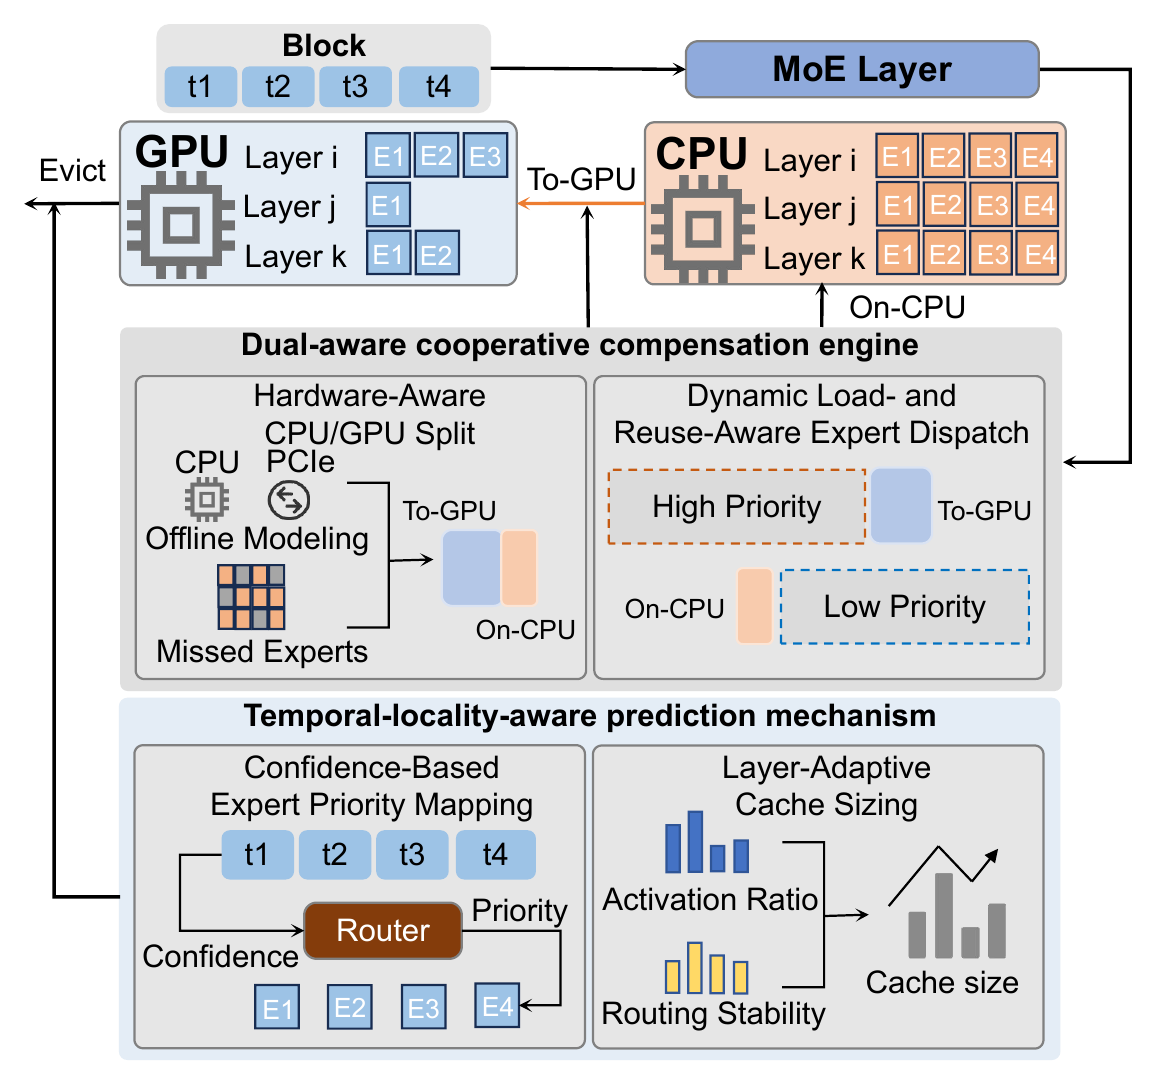 Block
t1 t2 t3 t4
MoE Layer
Evict
GPU
Layer i E1 E2 E3
Layer j E1
Layer k E1 E2
To-GPU
CPU
Layer i E1 E2 E3 E4
Layer j E1 E2 E3 E4
Layer k E1 E2 E3 E4
On-CPU
Dual-aware cooperative compensation engine
Hardware-Aware
CPU/GPU Split
CPU PCIe
Offline Modeling
Missed Experts
To-GPU
On-CPU
Dynamic Load- and
Reuse-Aware Expert Dispatch
High Priority
To-GPU
On-CPU
Low Priority
Temporal-locality-aware prediction mechanism
Confidence-Based
Expert Priority Mapping
t1 t2 t3 t4
Router
Priority
Confidence
E1 E2 E3 E4
Layer-Adaptive
Cache Sizing
Activation Ratio
Routing Stability
Cache size